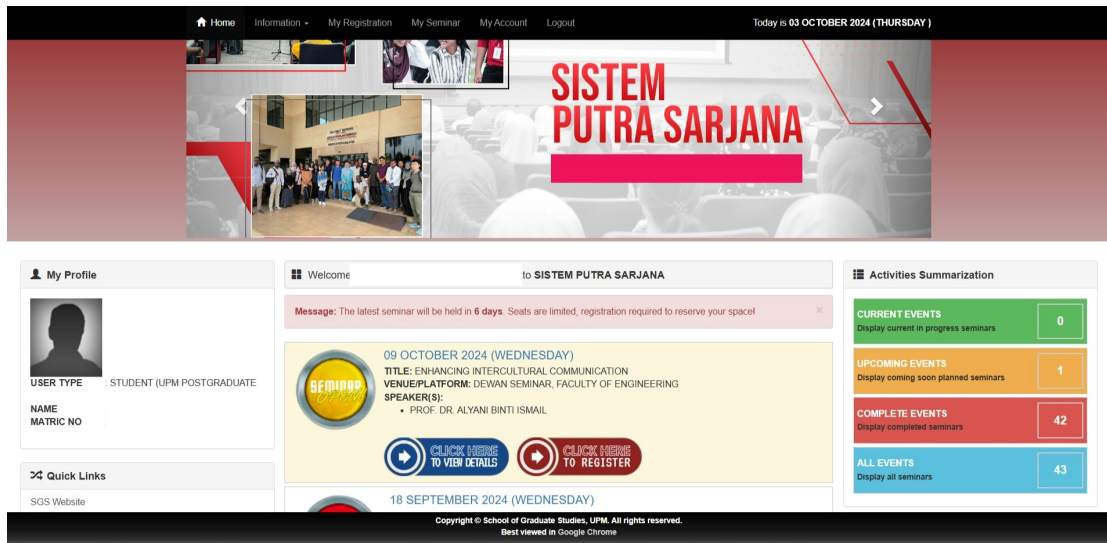 Home Information My Registration My Seminar My Account Logout Today is 03 OCTOBER 2024 (THURSDAY )
SISTEM
PUTRA SARJANA
My Profile
USER TYPE : STUDENT (UPM POSTGRADUATE
NAME
MATRIC NO
Quick Links
SGS Website
Welcome to SISTEM PUTRA SARJANA
Message: The latest seminar will be held in 6 days. Seats are limited, registration required to reserve your space! ×
SEMINAR
OPEN
09 OCTOBER 2024 (WEDNESDAY)
TITLE: ENHANCING INTERCULTURAL COMMUNICATION
VENUE/PLATFORM: DEWAN SEMINAR, FACULTY OF ENGINEERING
SPEAKER(S):
• PROF. DR. ALYANI BINTI ISMAIL
CLICK HERE
TO VIEW DETAILS
CLICK HERE
TO REGISTER
18 SEPTEMBER 2024 (WEDNESDAY)
Activities Summarization
CURRENT EVENTS 0
Display current in progress seminars
UPCOMING EVENTS 1
Display coming soon planned seminars
COMPLETE EVENTS 42
Display completed seminars
ALL EVENTS 43
Display all seminars
Copyright © School of Graduate Studies, UPM. All rights reserved.
Best viewed in Google Chrome